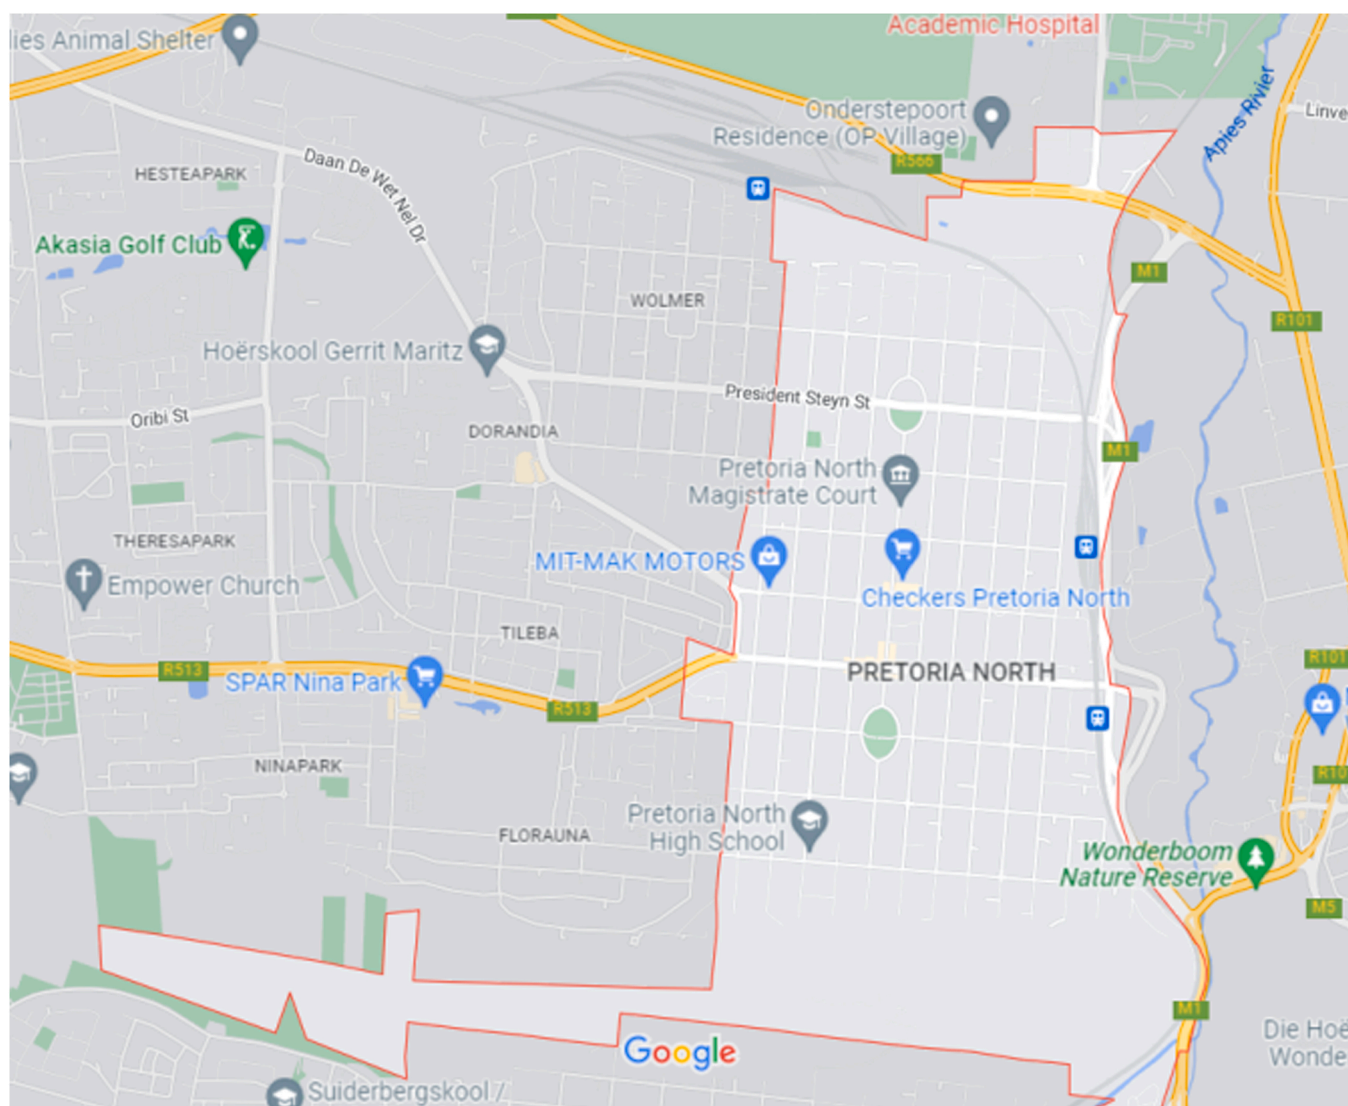 Academic Hospital
lies Animal Shelter
Apies Rivier
Onderstepoort
Residence (OP Village)
Linve
R566
HESTEAPARK
Daan De Wet Nel Dr
Akasia Golf Club
M1
WOLMER
R101
Hoërskool Gerrit Maritz
President Steyn St
Oribi St
DORANDIA
M1
Pretoria North
Magistrate Court
THERESAPARK
MIT-MAK MOTORS
Empower Church
Checkers Pretoria North
TILEBA
R101
R513
PRETORIA NORTH
SPAR Nina Park
R513
NINAPARK
R10
Pretoria North
High School
FLORAUNA
Wonderboom
Nature Reserve
M5
M1
Die Hoë
Wonde
Google
Suiderbergskool /